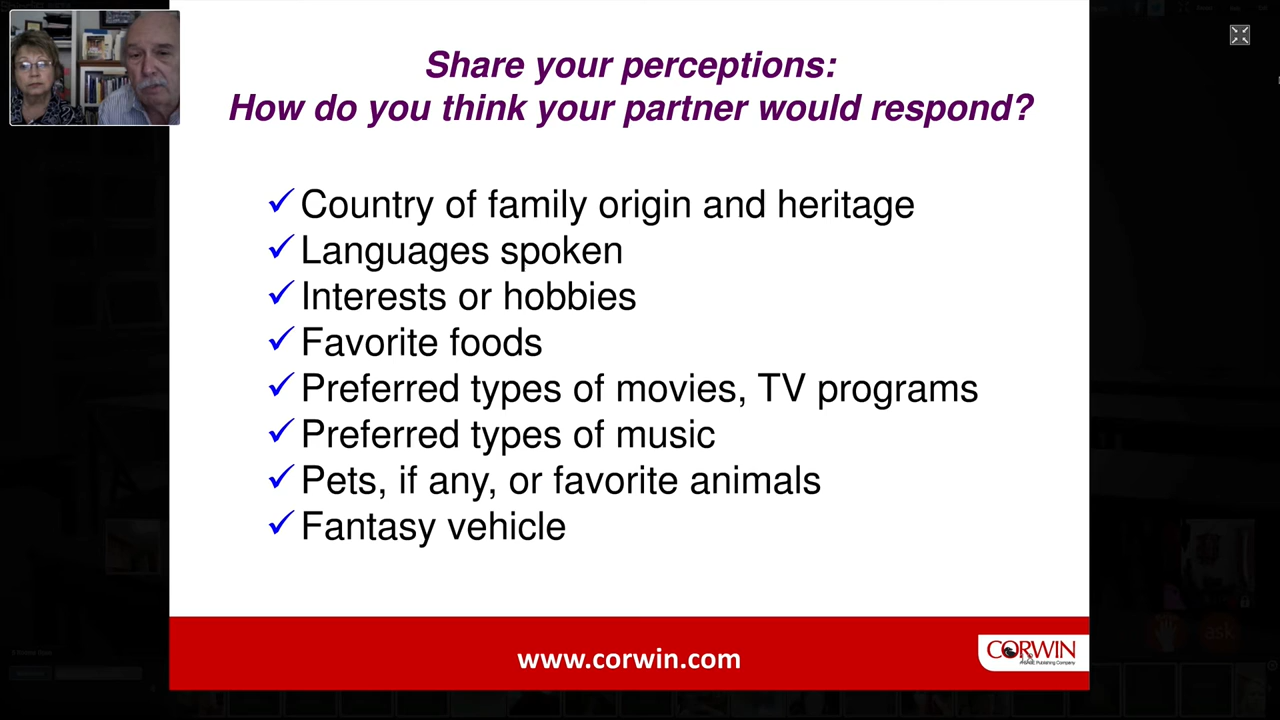 Share your perceptions:
How do you think your partner would respond?
✓ Country of family origin and heritage
✓ Languages spoken
✓ Interests or hobbies
✓ Favorite foods
✓ Preferred types of movies, TV programs
✓ Preferred types of music
✓ Pets, if any, or favorite animals
✓ Fantasy vehicle
www.corwin.com
CORWIN
ask